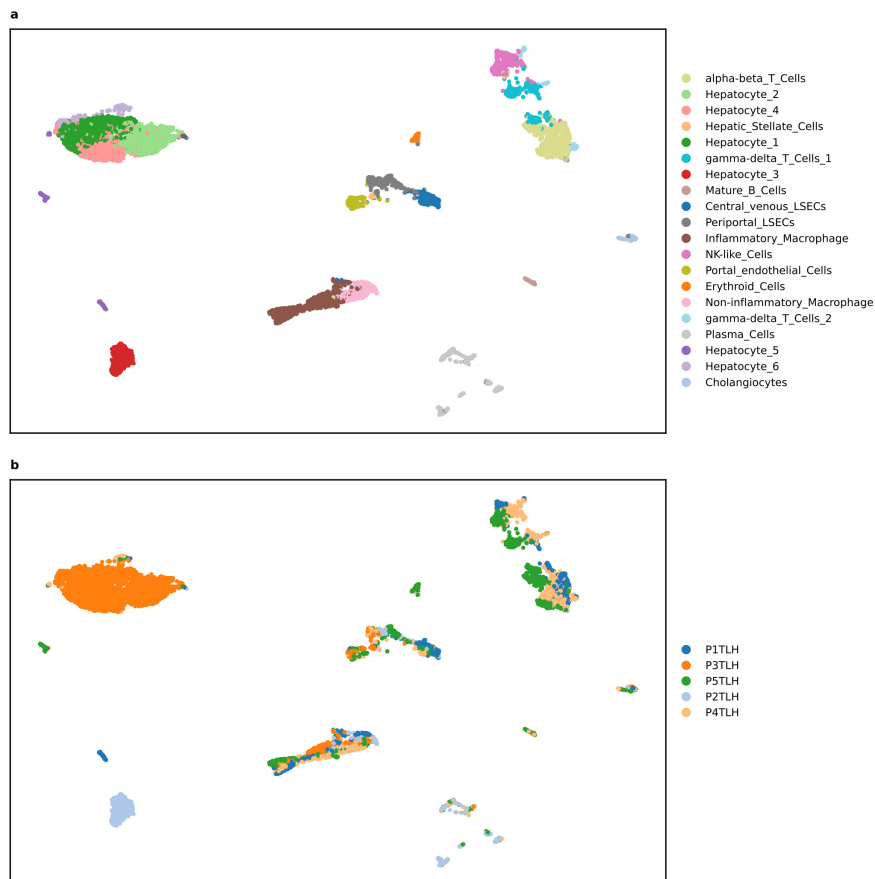 a
alpha-beta_T_Cells
Hepatocyte_2
Hepatocyte_4
Hepatic_Stellate_Cells
Hepatocyte_1
gamma-delta_T_Cells_1
Hepatocyte_3
Mature_B_Cells
Central_venous_LSECs
Periportal_LSECs
Inflammatory_Macrophage
NK-like_Cells
Portal_endothelial_Cells
Erythroid_Cells
Non-inflammatory_Macrophage
gamma-delta_T_Cells_2
Plasma_Cells
Hepatocyte_5
Hepatocyte_6
Cholangiocytes
b
P1TLH
P3TLH
P5TLH
P2TLH
P4TLH